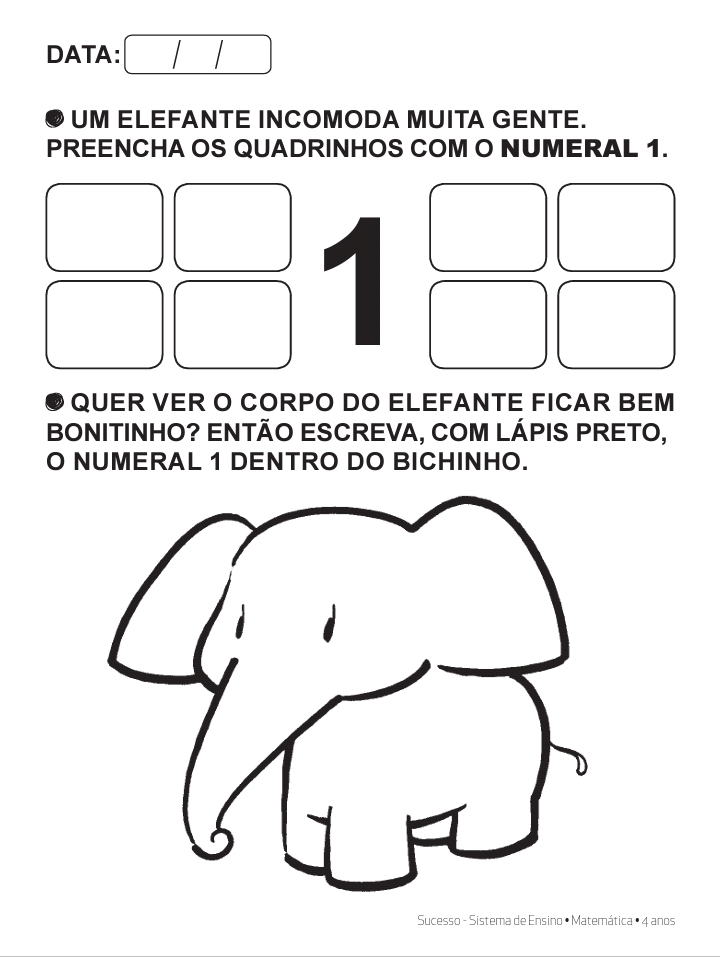 DATA: / /
UM ELEFANTE INCOMODA MUITA GENTE.
PREENCHA OS QUADRINHOS COM O NUMERAL 1.
1
QUER VER O CORPO DO ELEFANTE FICAR BEM
BONITINHO? ENTÃO ESCREVA, COM LÁPIS PRETO,
O NUMERAL 1 DENTRO DO BICHINHO.
Sucesso - Sistema de Ensino • Matemática • 4 anos